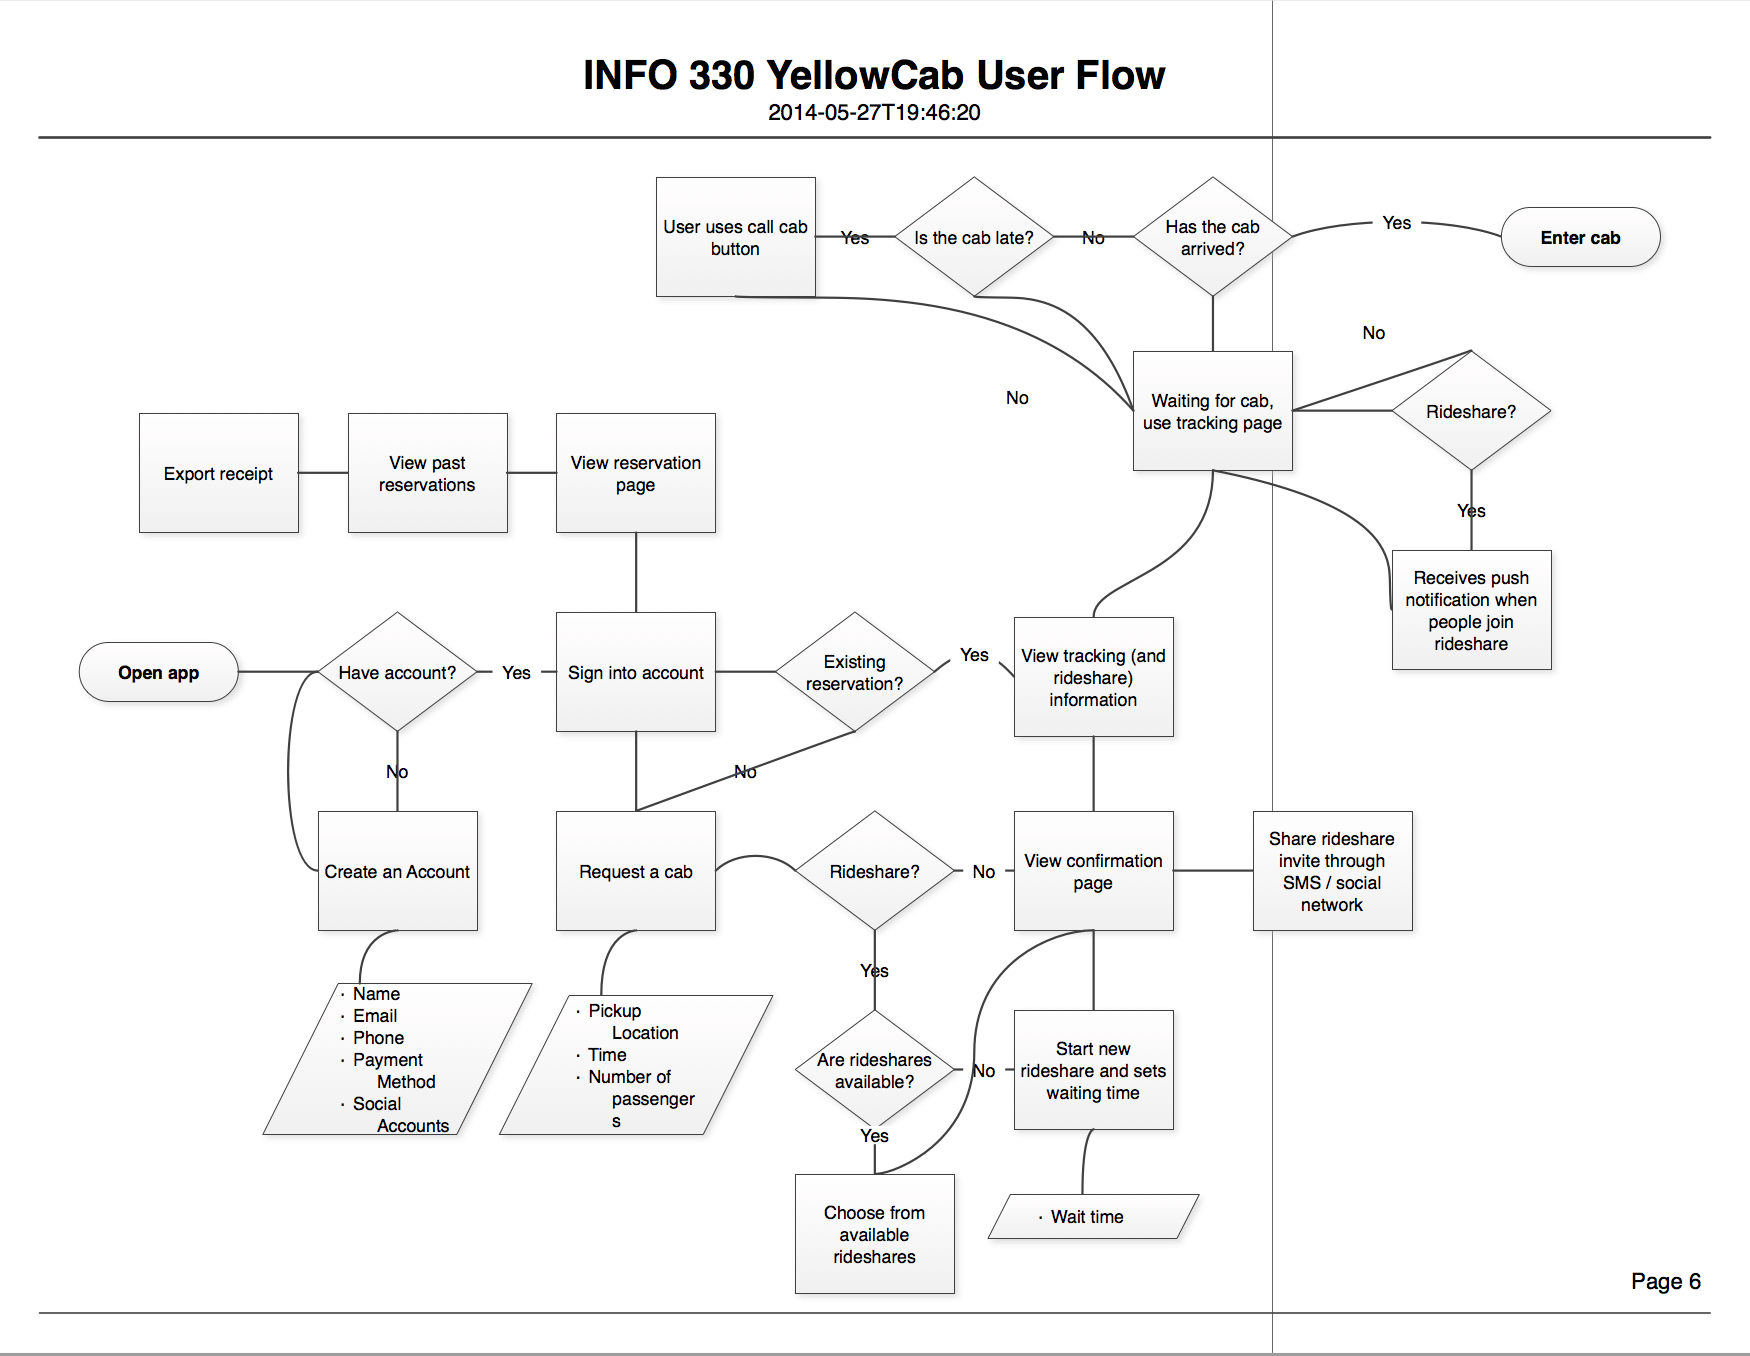 INFO 330 YellowCab User Flow
2014-05-27T19:46:20
User uses call cab
button
Yes
Is the cab late?
No
Has the cab
arrived?
Yes
Enter cab
No
No
Waiting for cab,
use tracking page
Rideshare?
Yes
Export receipt
View past
reservations
View reservation
page
Receives push
notification when
people join
rideshare
Open app
Have account?
Yes
Sign into account
Existing
reservation?
Yes
View tracking (and
rideshare)
information
No
No
Create an Account
Request a cab
Rideshare?
No
View confirmation
page
Share rideshare
invite through
SMS / social
network
Yes
· Name
· Email
· Phone
· Payment
Method
· Social
Accounts
· Pickup
Location
· Time
· Number of
passenger
s
Are rideshares
available?
No
Start new
rideshare and sets
waiting time
Yes
Choose from
available
rideshares
· Wait time
Page 6